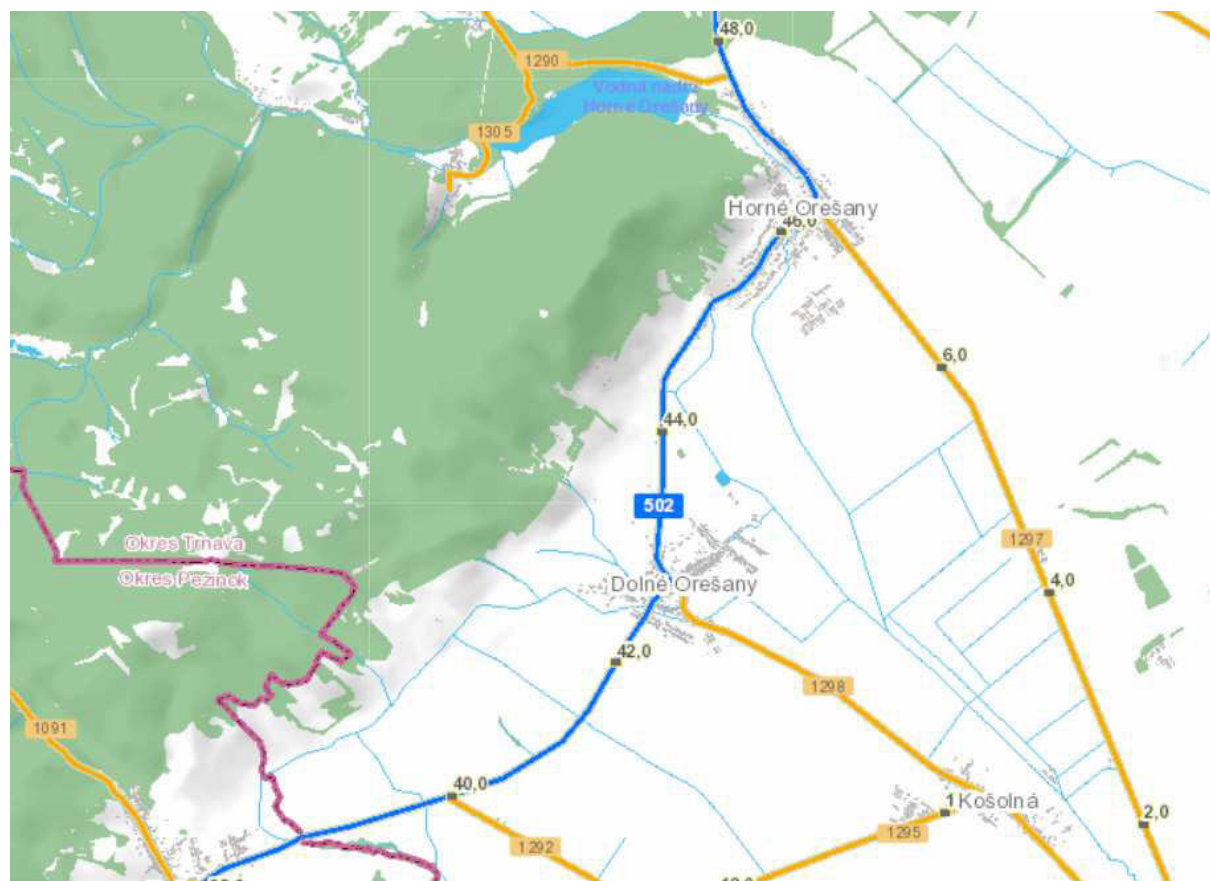 48,0
1290
Vodná nádrž
Horné Orešany
1305
Horné Orešany
46,0
6,0
44,0
502
1297
Okres Trnava
Okres Pezinok
Dolné Orešany
4,0
42,0
1298
1091
40,0
1 Košolná
2,0
1295
1292